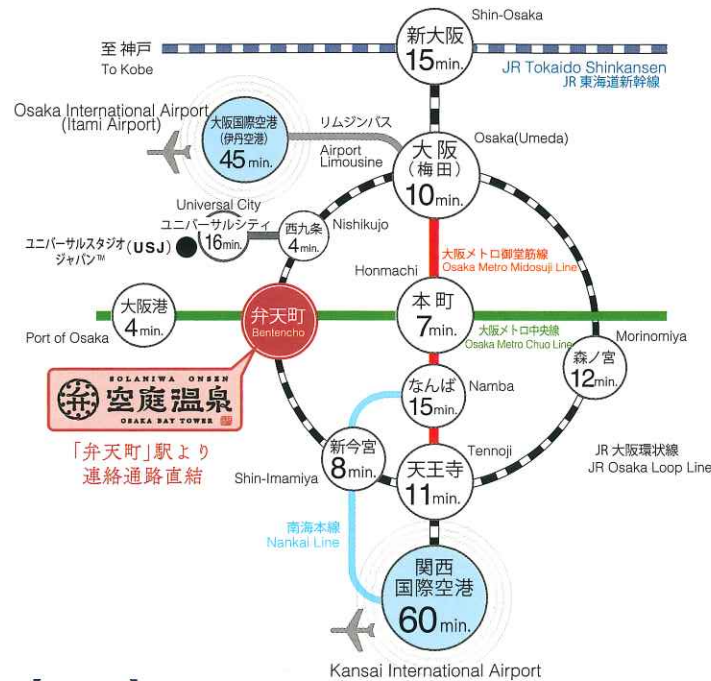 Shin-Osaka
新大阪
15min.
至 神戸
To Kobe
JR Tokaido Shinkansen
JR 東海道新幹線
Osaka International Airport
(Itami Airport)
大阪国際空港
(伊丹空港)
45 min.
リムジンバス
Airport
Limousine
Osaka(Umeda)
大阪
(梅田)
10min.
Universal City
ユニバーサルシティ
16min.
西九条
4min.
Nishikujo
ユニバーサルスタジオ
ジャパン™
(USJ)
大阪メトロ御堂筋線
Osaka Metro Midosuji Line
Honmachi
大阪港
4min.
Port of Osaka
弁天町
Bentencho
本町
7min.
大阪メトロ中央線
Osaka Metro Chuo Line
Morinomiya
森ノ宮
12min.
SOLANIWA ONSEN
空庭温泉
OSAKA BAY TOWER
「弁天町」駅より
連絡通路直結
なんば
15min.
Namba
新今宮
8min.
Shin-Imamiya
Tennoji
天王寺
11min.
JR 大阪環状線
JR Osaka Loop Line
南海本線
Nankai Line
関西
国際空港
60min.
Kansai International Airport